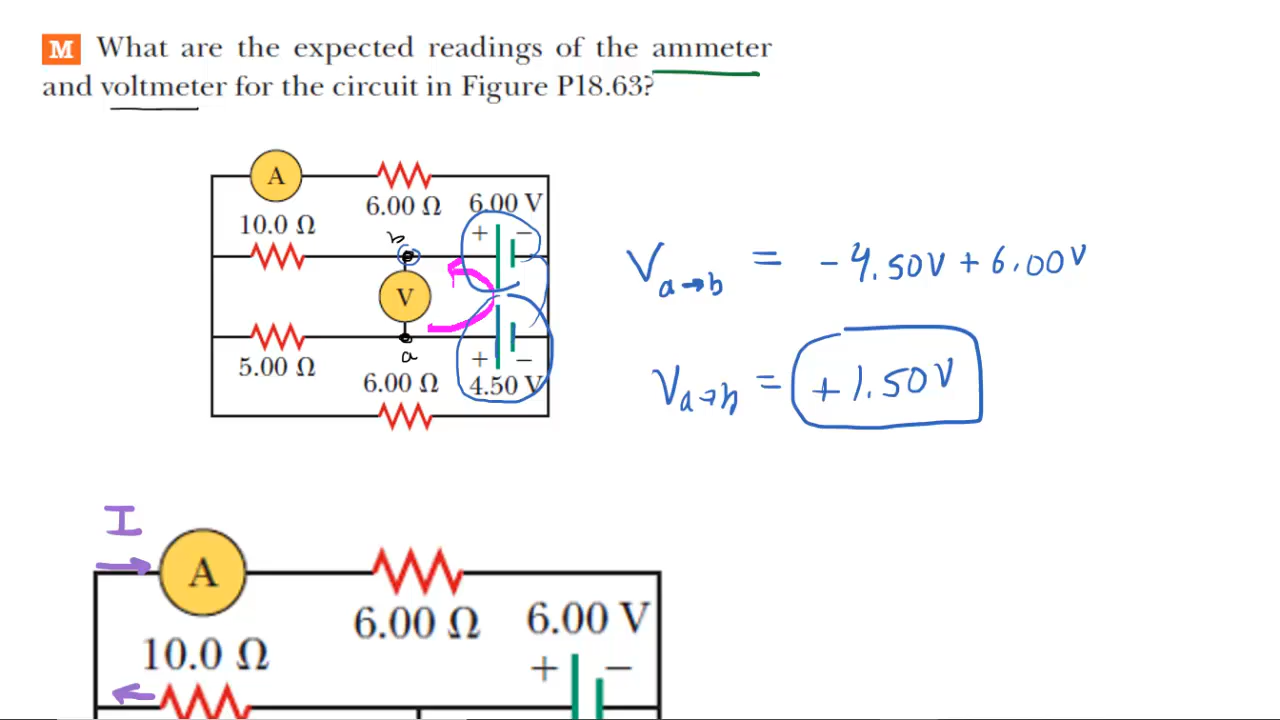 M What are the expected readings of the ammeter
and voltmeter for the circuit in Figure P18.63?
A
6.00 Ω 6.00 V
10.0 Ω
b + −
V
a
5.00 Ω + −
6.00 Ω 4.50 V
V a→b = - 4.50V + 6.00V
V a→b = +1.50V
I
A
6.00 Ω 6.00 V
10.0 Ω + −